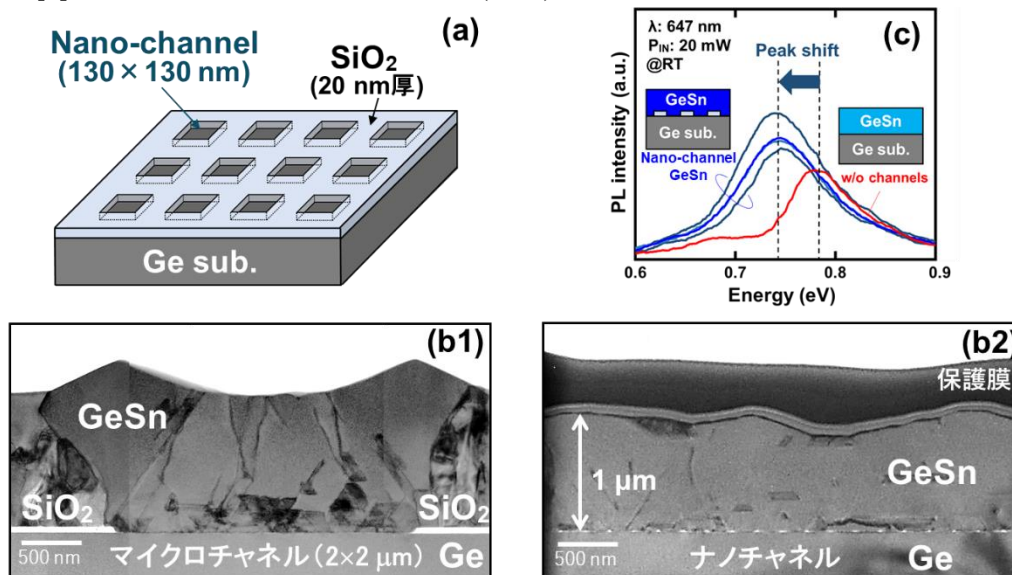 (a)
Nano-channel
(130 × 130 nm)
SiO2
(20 nm厚)
Ge sub.
(c)
λ: 647 nm
PIN: 20 mW
@RT
Peak shift
GeSn
Ge sub.
GeSn
Ge sub.
Nano-channel
GeSn
w/o channels
PL intensity (a.u.)
0.6 0.7 0.8 0.9
Energy (eV)
(b1)
GeSn
SiO2
SiO2
500 nm
マイクロチャネル (2×2 μm)
Ge
(b2)
保護膜
1 μm
GeSn
500 nm
ナノチャネル
Ge